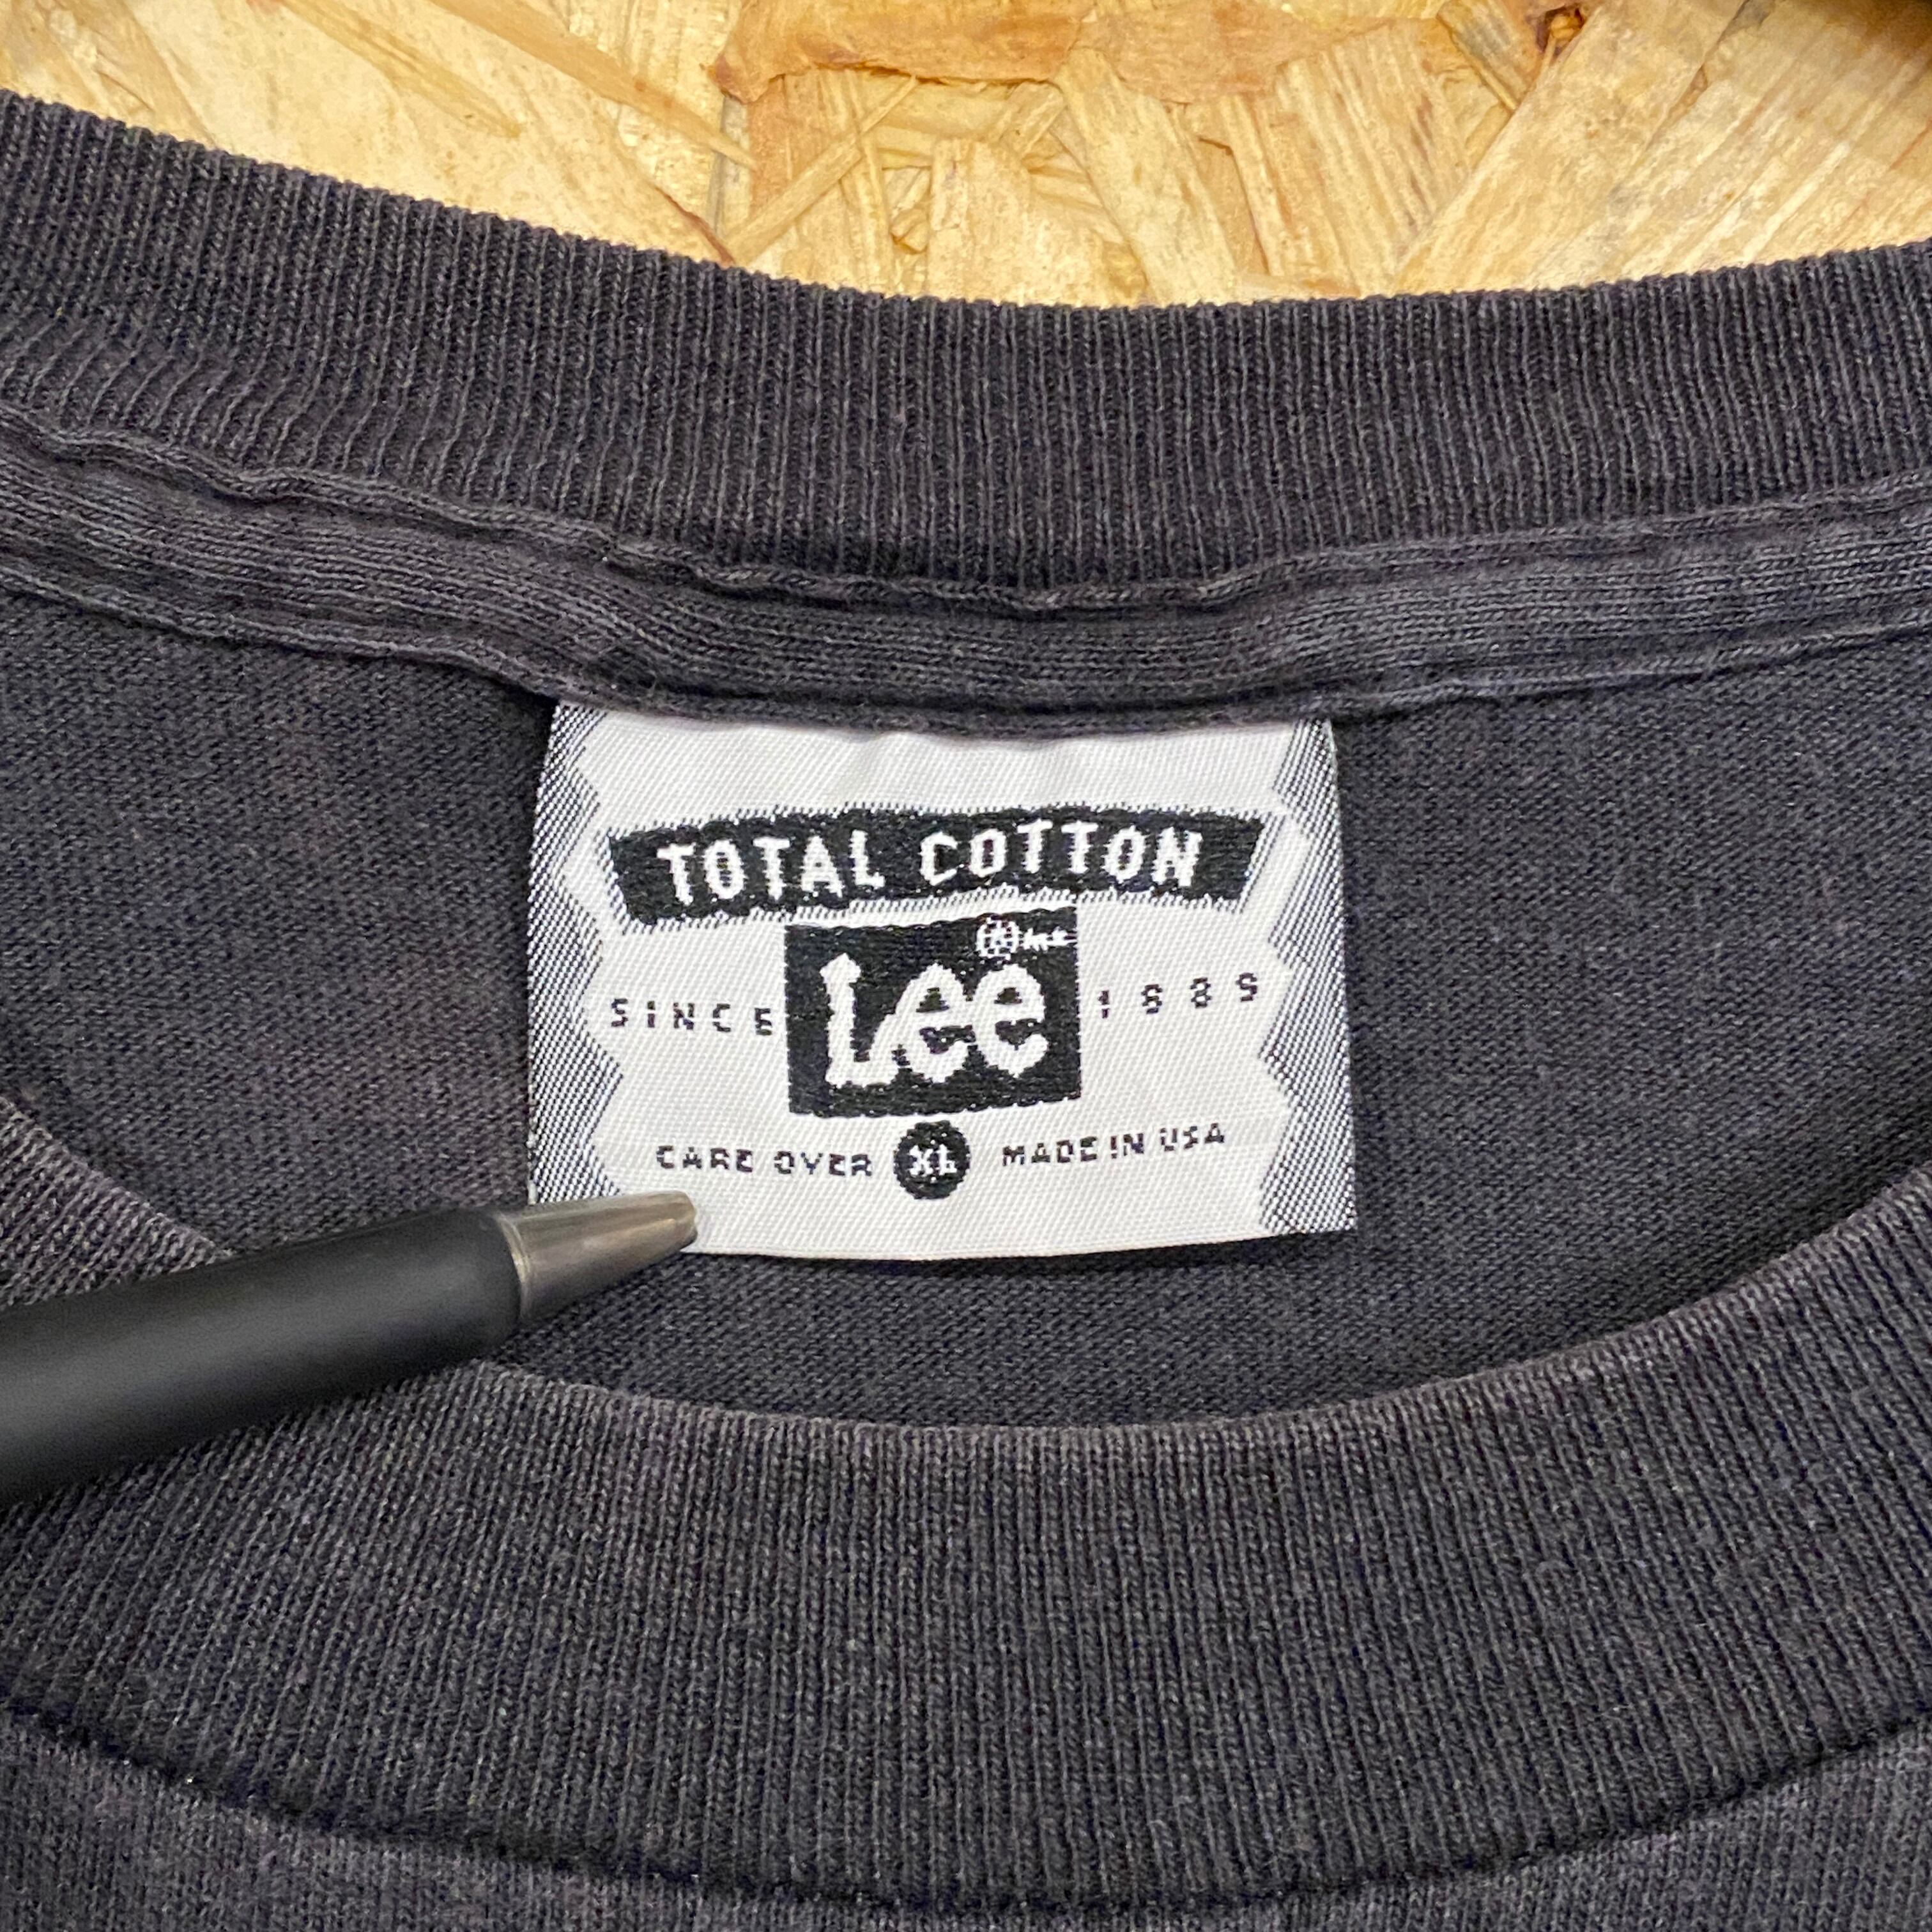 TOTAL COTTON
Lee
SINCE 1889
CARE OVER XL MADE IN USA